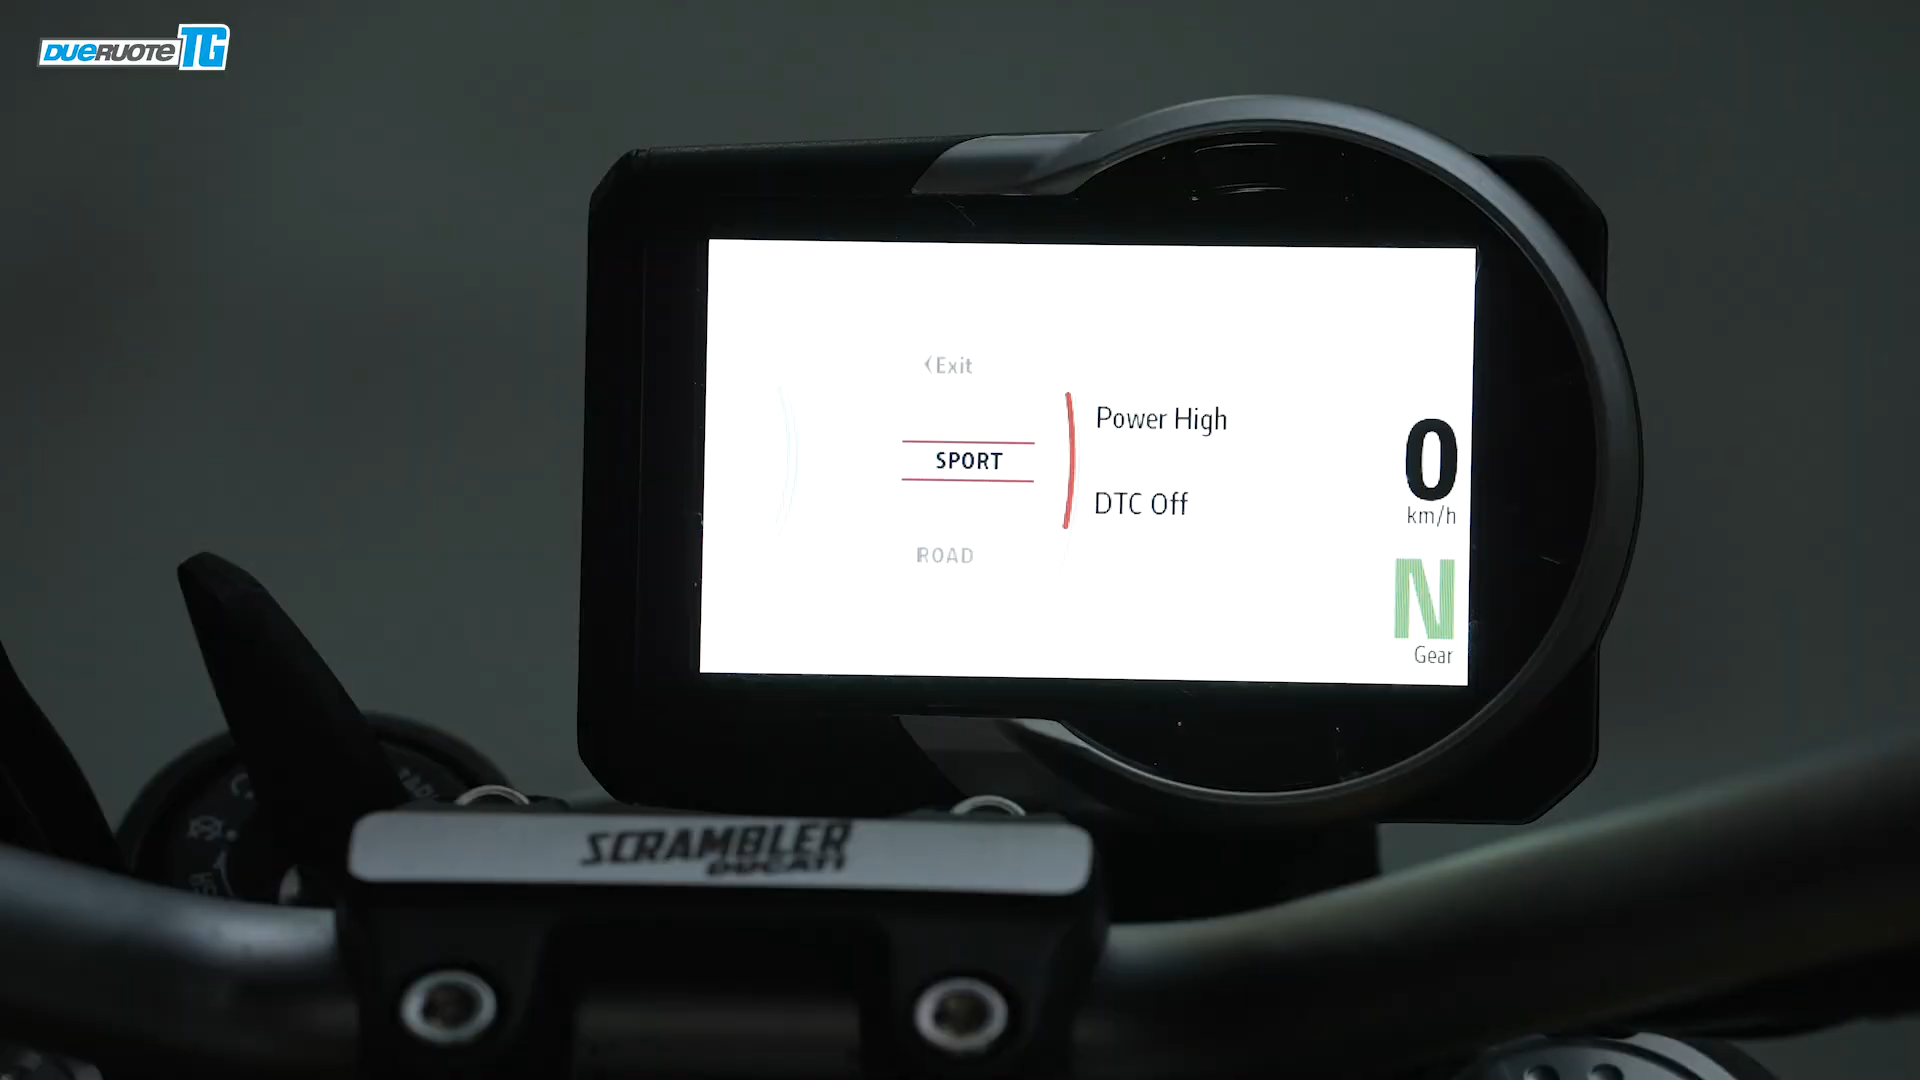 DUERUOTE TG
‹Exit
SPORT
ROAD
Power High
DTC Off
0
km/h
N
Gear
SCRAMBLER
DUCATI